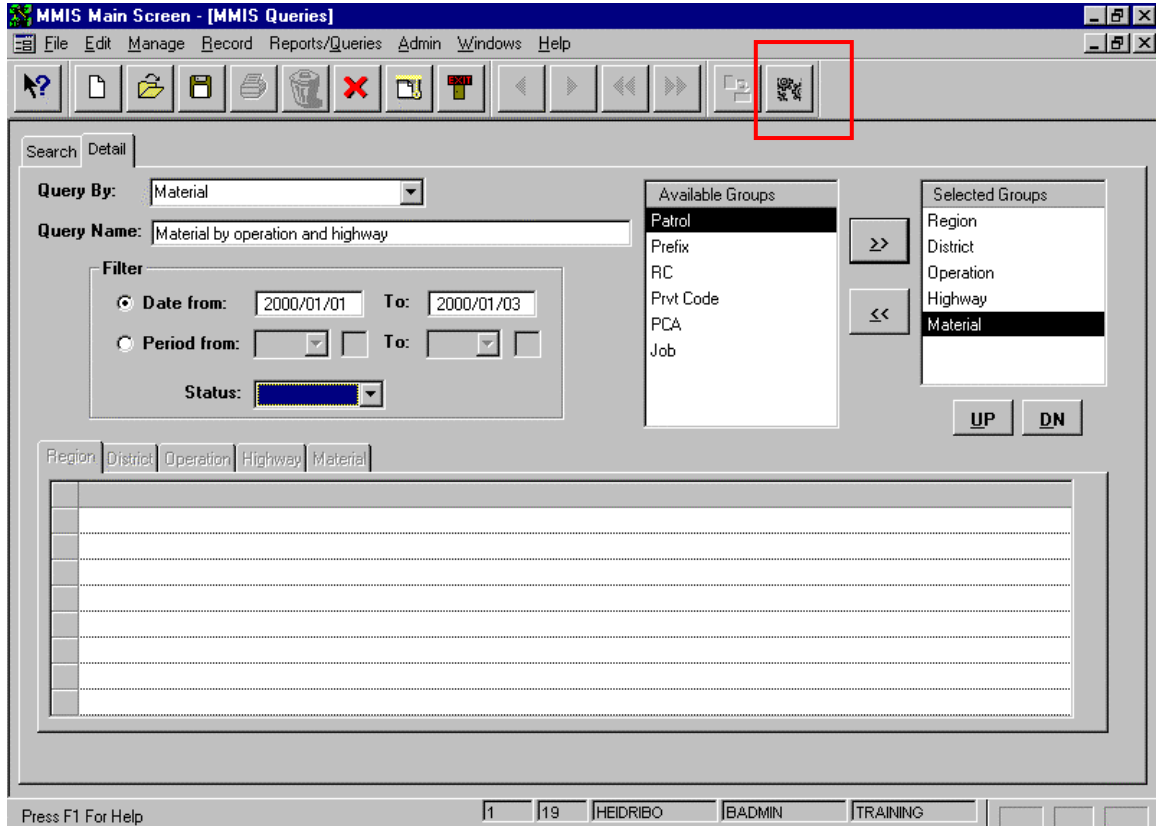 MMIS Main Screen - [MMIS Queries]
File Edit Manage Record Reports/Queries Admin Windows Help
EXIT
Search Detail
Query By: Material
Query Name: Material by operation and highway
Filter
Date from: 2000/01/01 To: 2000/01/03
Period from: To:
Status:
Available Groups
Patrol
Prefix
RC
Prvt Code
PCA
Job
>>
<<
Selected Groups
Region
District
Operation
Highway
Material
UP DN
Region District Operation Highway Material
Press F1 For Help 1 19 HEIDRIBO BADMIN TRAINING